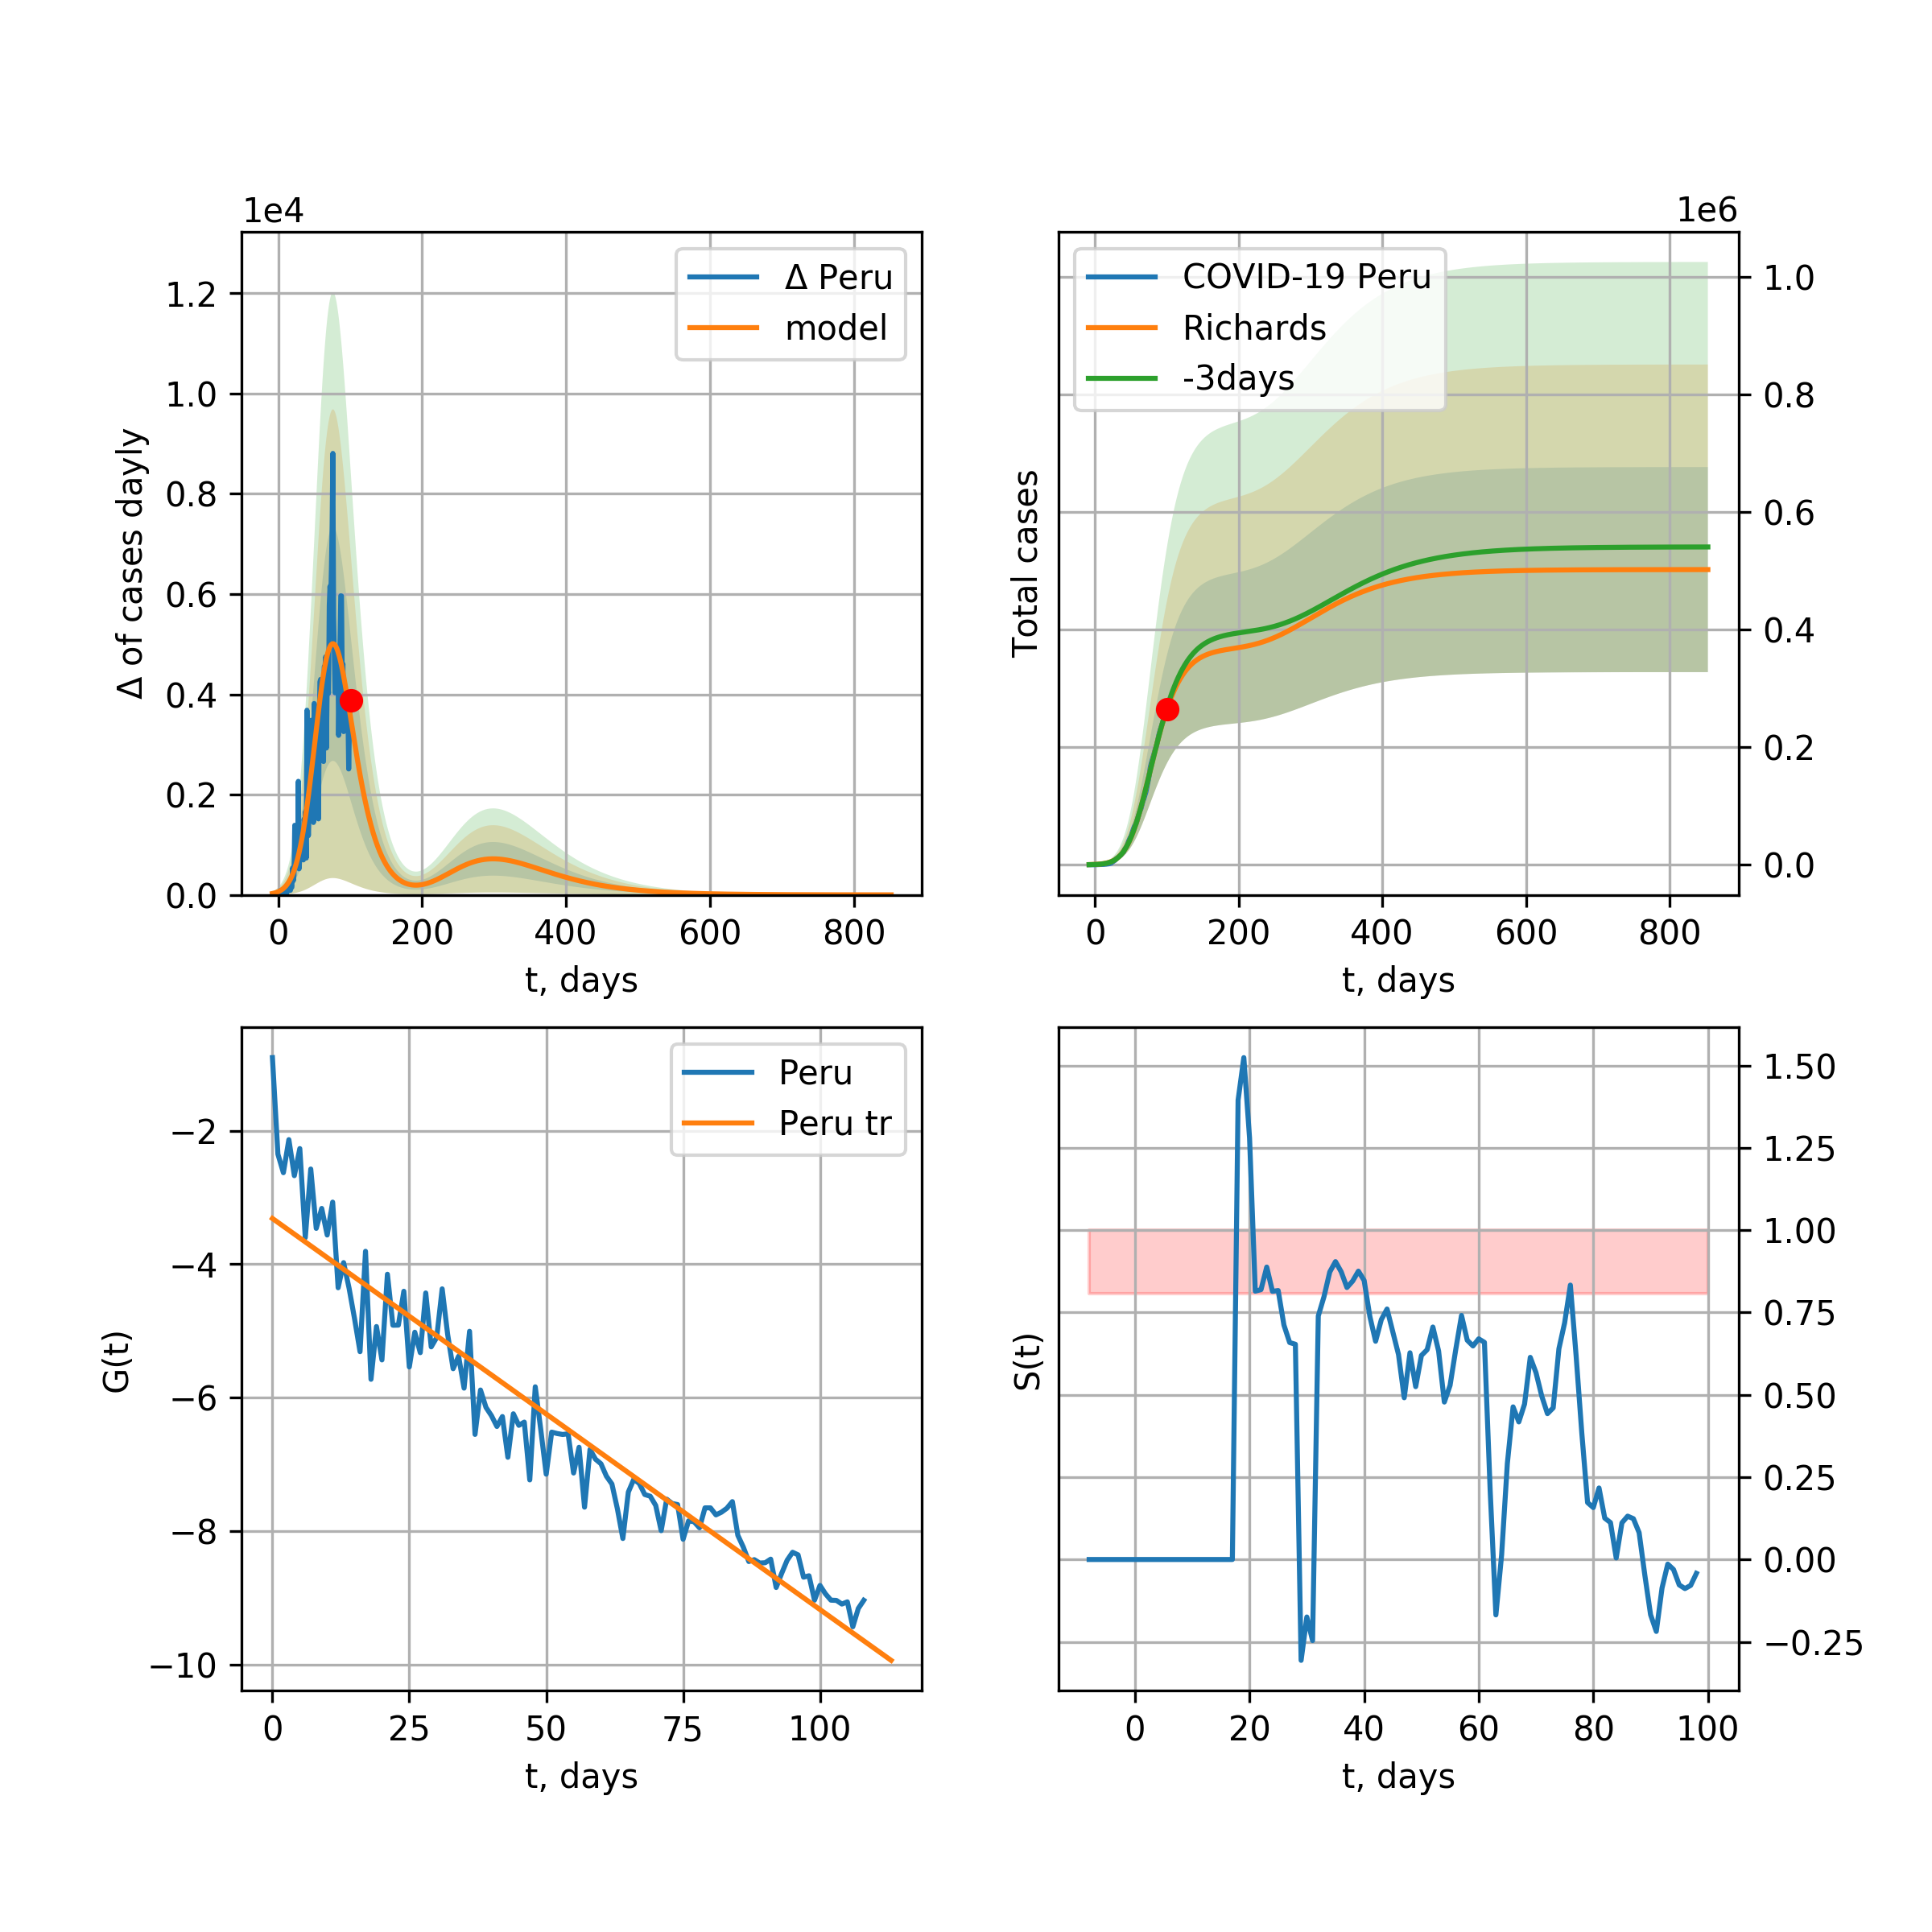 1e4
Δ of cases dayly
1.2
1.0
0.8
0.6
0.4
0.2
0.0
0 200 400 600 800
t, days
Δ Peru
model
1e6
Total cases
1.0
0.8
0.6
0.4
0.2
0.0
0 200 400 600 800
t, days
COVID-19 Peru
Richards
-3days
G(t)
−2
−4
−6
−8
−10
0 25 50 75 100
t, days
Peru
Peru tr
S(t)
1.50
1.25
1.00
0.75
0.50
0.25
0.00
−0.25
0 20 40 60 80 100
t, days